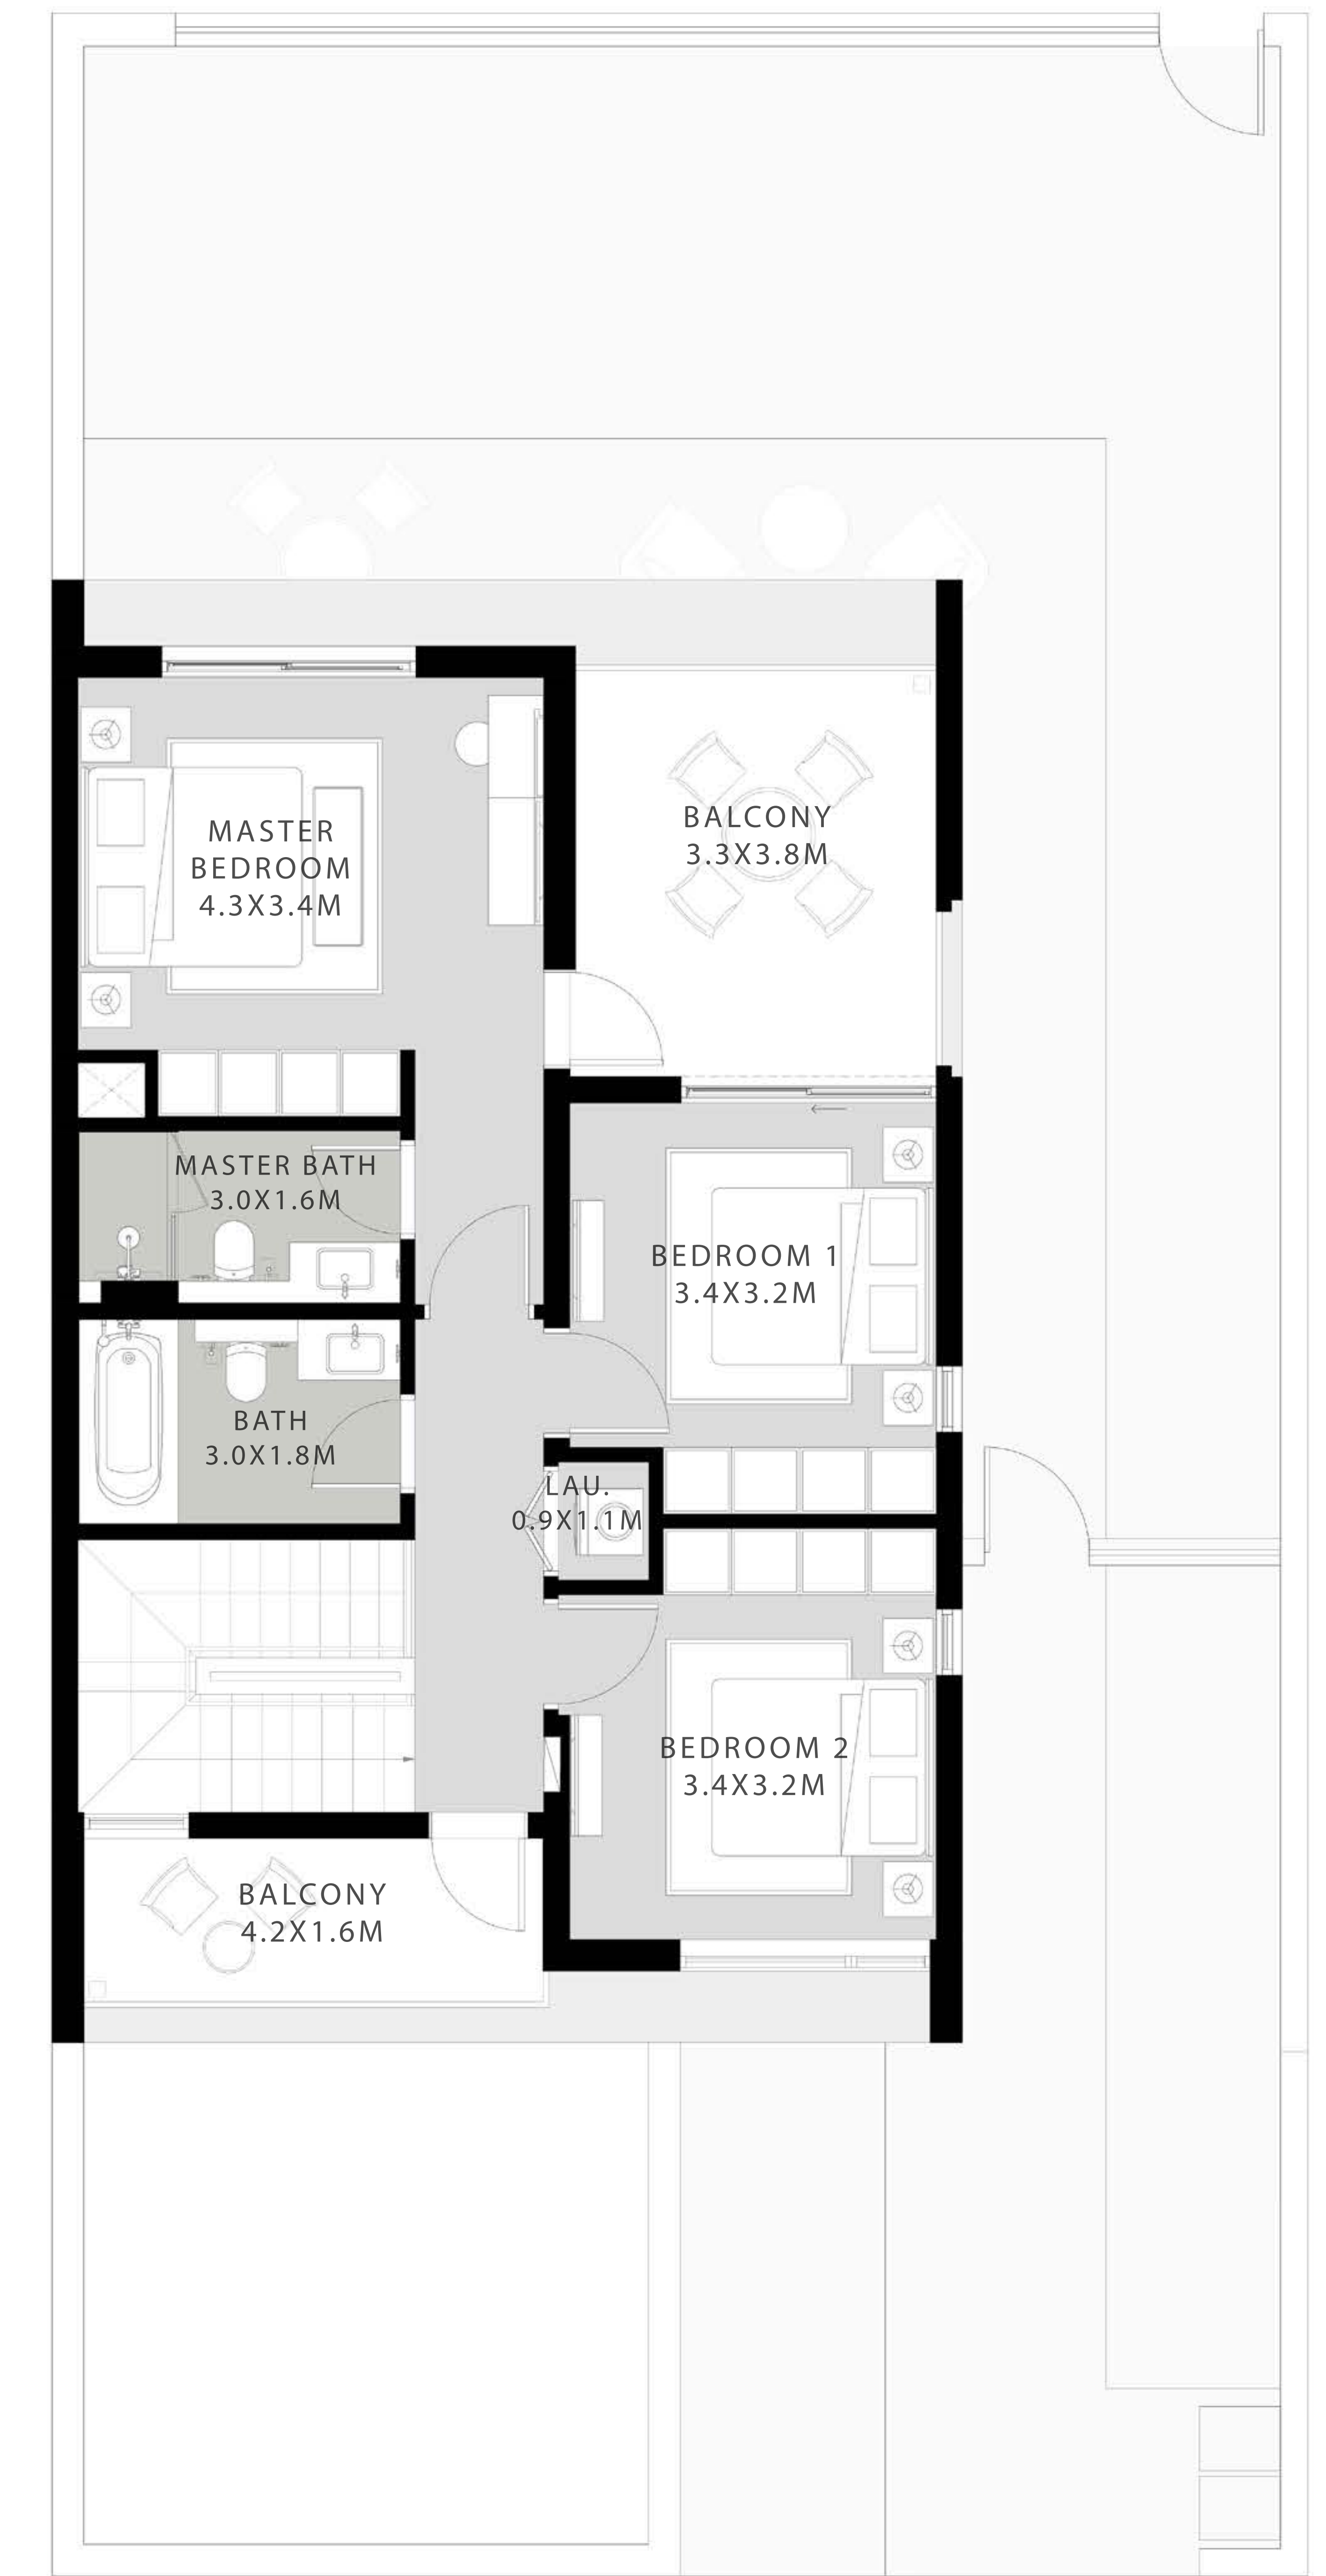 MASTER
BEDROOM
4.3X3.4M
BALCONY
3.3X3.8M
MASTER BATH
3.0X1.6M
BEDROOM 1
3.4X3.2M
BATH
3.0X1.8M
LAU.
0.9X1.1M
BEDROOM 2
3.4X3.2M
BALCONY
4.2X1.6M